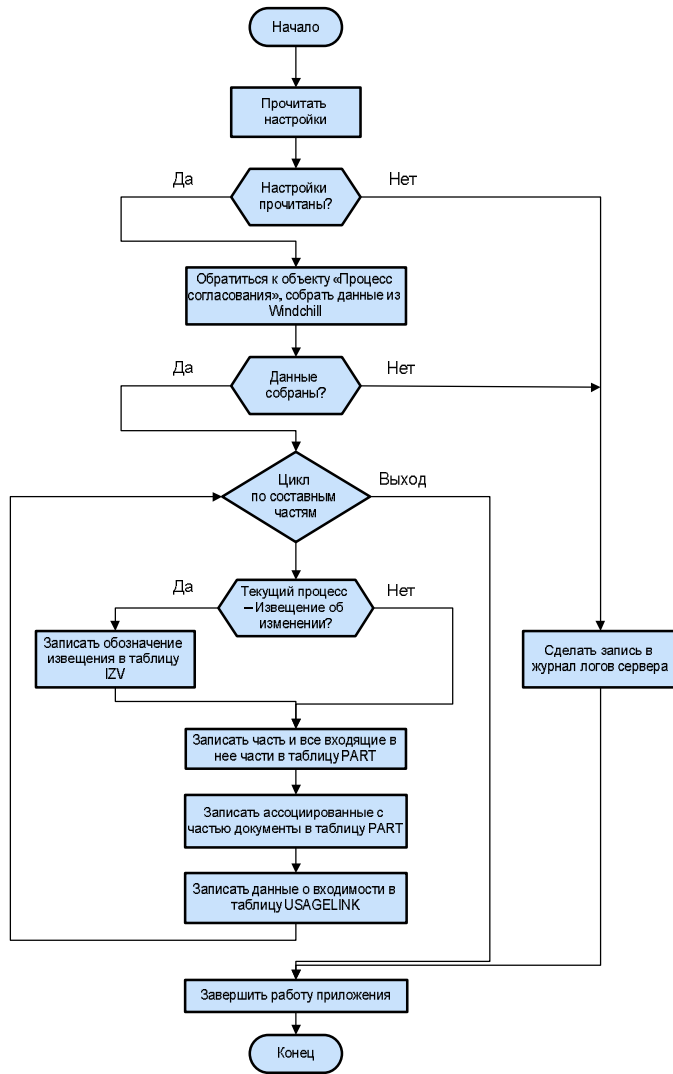 Начало
Прочитать
настройки
Да
Настройки
прочитаны?
Нет
Обратиться к объекту «Процесс
согласования», собрать данные из
Windchill
Да
Данные
собраны?
Нет
Цикл
по составным
частям
Выход
Да
Текущий процесс
– Извещение об
изменении?
Нет
Записать обозначение
извещения в таблицу
IZV
Сделать запись в
журнал логов сервера
Записать часть и все входящие в
нее части в таблицу PART
Записать ассоциированные с
частью документы в таблицу PART
Записать данные о входимости в
таблицу USAGELINK
Завершить работу приложения
Конец